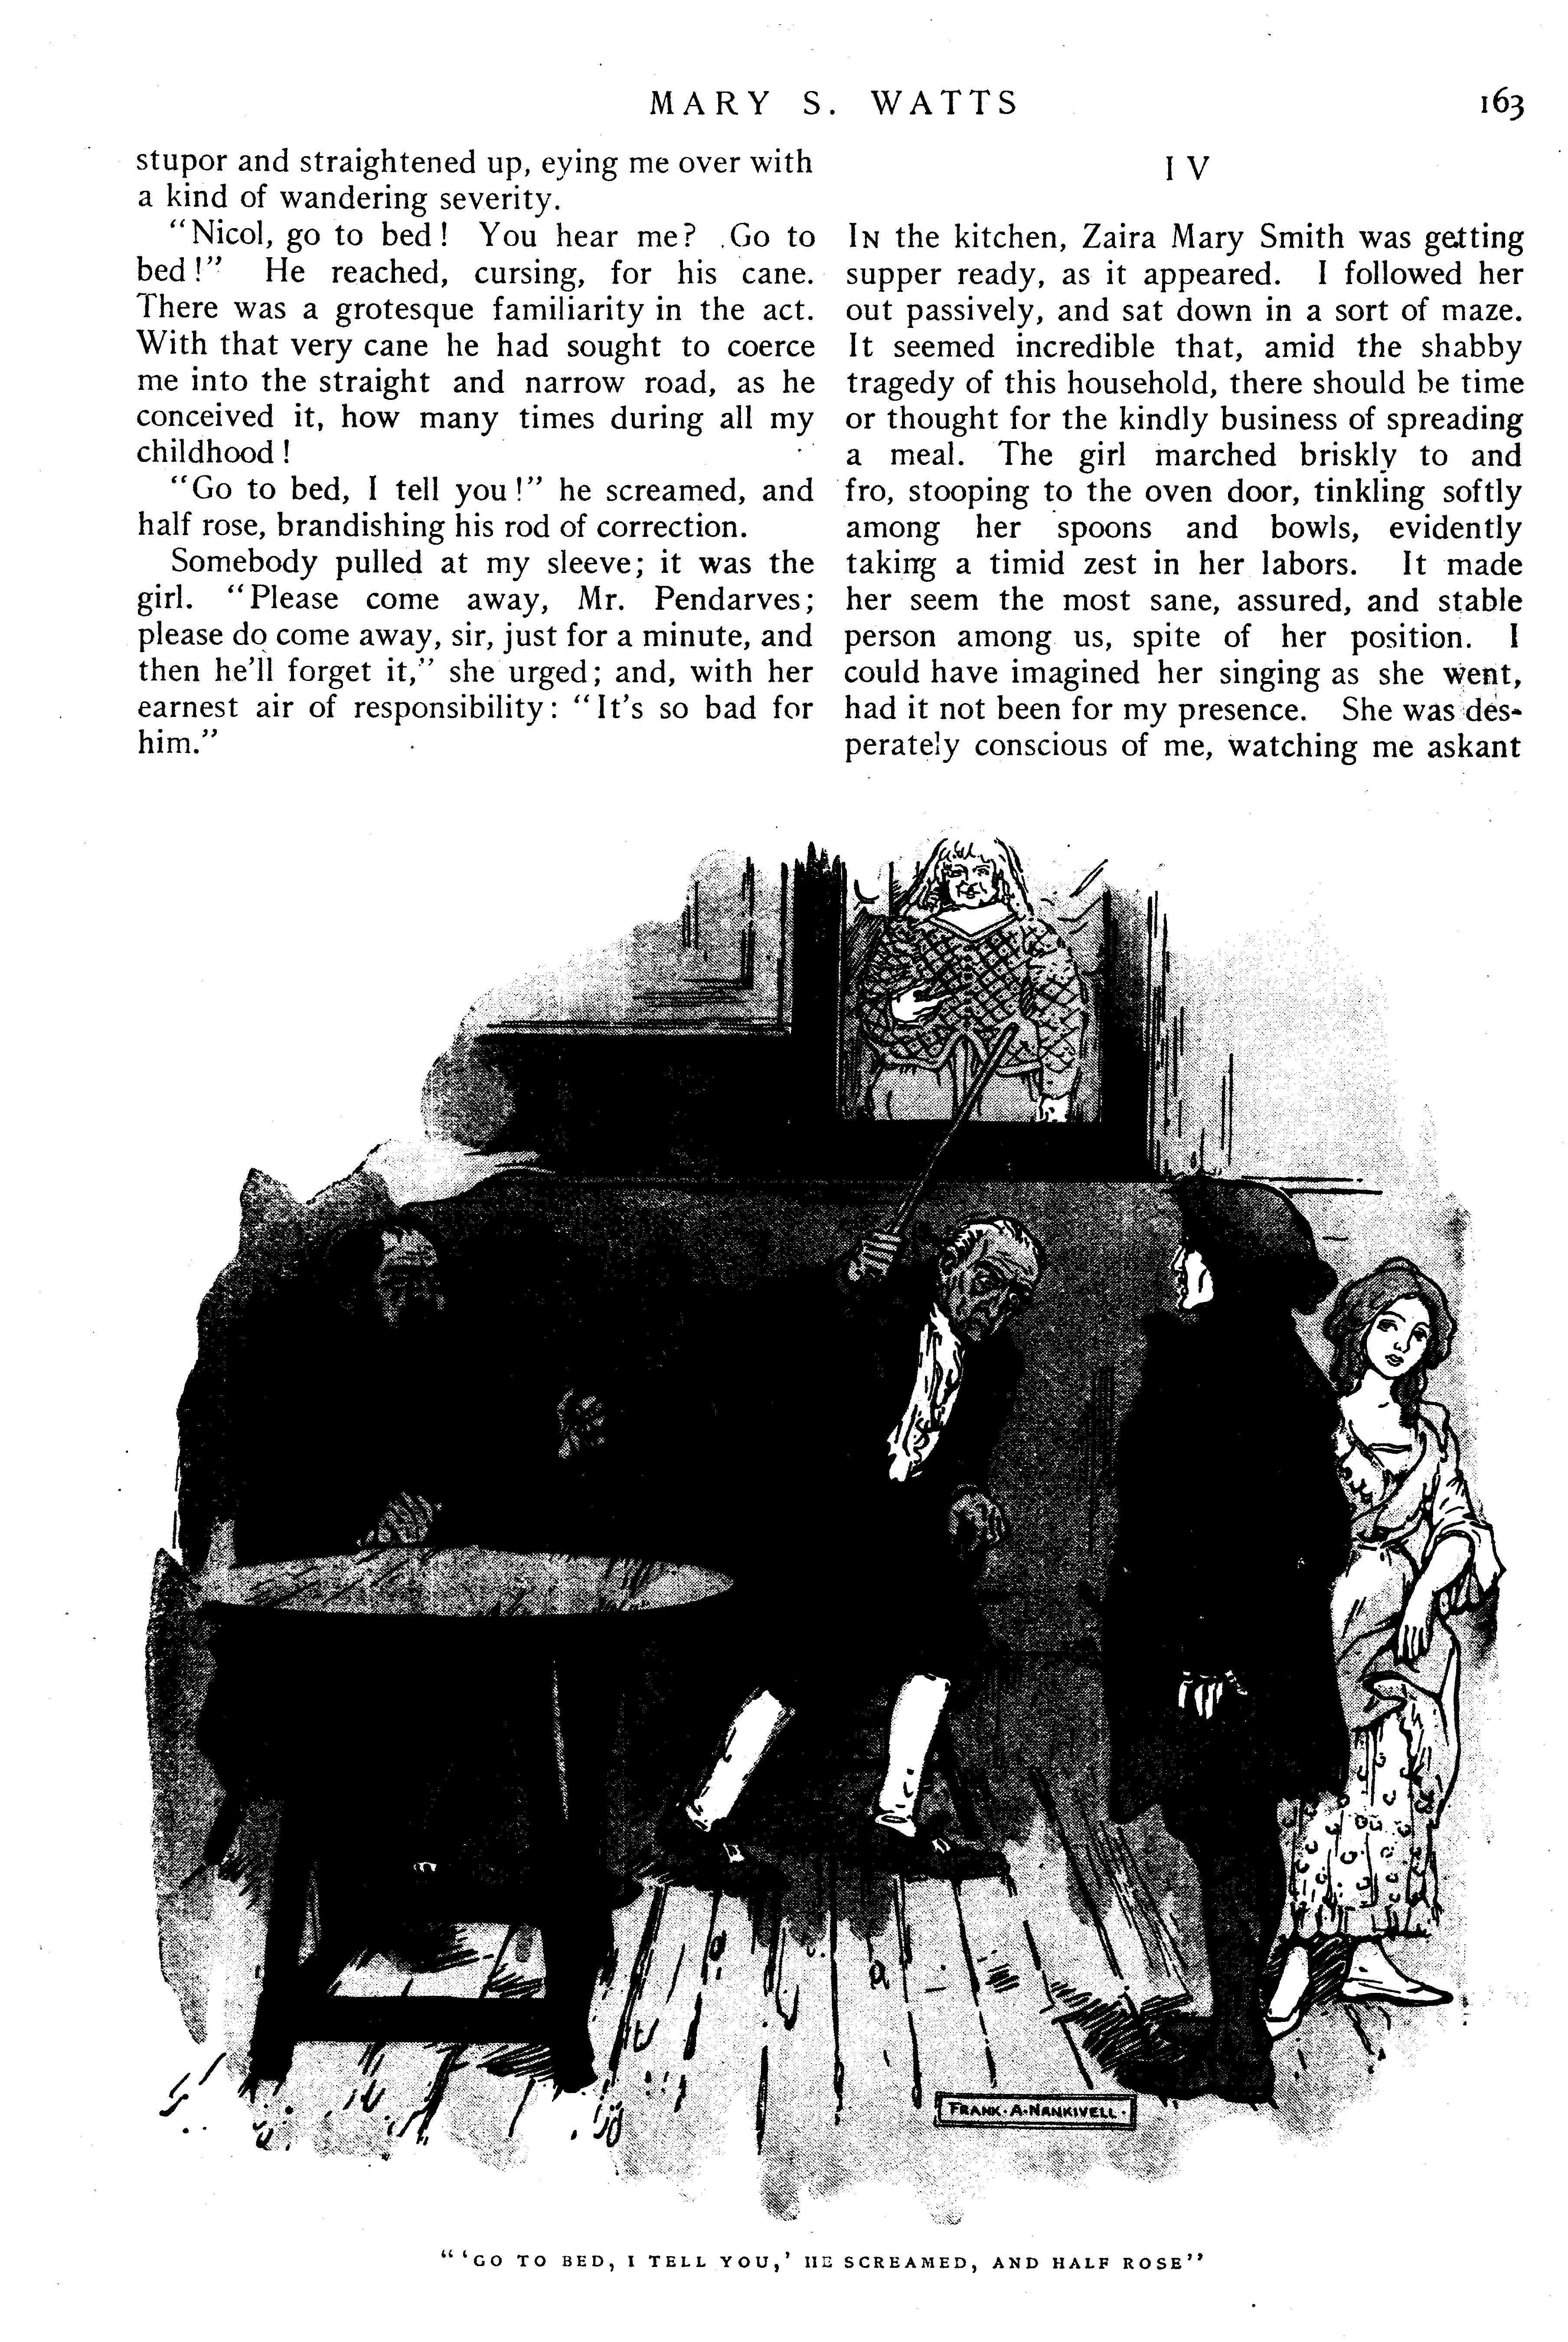 MARY S. WATTS
163
stupor and straightened up, eying me over with
a kind of wandering severity.
"Nicol, go to bed! You hear me? Go to
bed!" He reached, cursing, for his cane.
There was a grotesque familiarity in the act.
With that very cane he had sought to coerce
me into the straight and narrow road, as he
conceived it, how many times during all my
childhood!
"Go to bed, I tell you!" he screamed, and
half rose, brandishing his rod of correction.
Somebody pulled at my sleeve; it was the
girl. "Please come away, Mr. Pendarves;
please do come away, sir, just for a minute, and
then he'll forget it," she urged; and, with her
earnest air of responsibility: "It's so bad for
him."
IV
IN the kitchen, Zaira Mary Smith was getting
supper ready, as it appeared. I followed her
out passively, and sat down in a sort of maze.
It seemed incredible that, amid the shabby
tragedy of this household, there should be time
or thought for the kindly business of spreading
a meal. The girl marched briskly to and
fro, stooping to the oven door, tinkling softly
among her spoons and bowls, evidently
taking a timid zest in her labors. It made
her seem the most sane, assured, and stable
person among us, spite of her position. I
could have imagined her singing as she went,
had it not been for my presence. She was des-
perately conscious of me, watching me askant
FRANK·A·NANKIVELL·
"'GO TO BED, I TELL YOU,' HE SCREAMED, AND HALF ROSE"